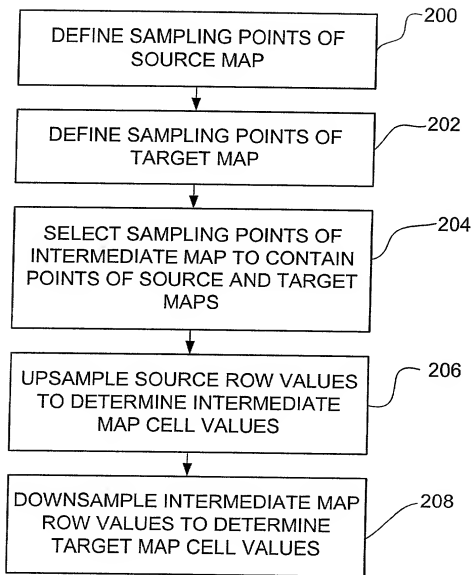 200
DEFINE SAMPLING POINTS OF
SOURCE MAP
202
DEFINE SAMPLING POINTS OF
TARGET MAP
204
SELECT SAMPLING POINTS OF
INTERMEDIATE MAP TO CONTAIN
POINTS OF SOURCE AND TARGET
MAPS
206
UPSAMPLE SOURCE ROW VALUES
TO DETERMINE INTERMEDIATE
MAP CELL VALUES
208
DOWNSAMPLE INTERMEDIATE MAP
ROW VALUES TO DETERMINE
TARGET MAP CELL VALUES